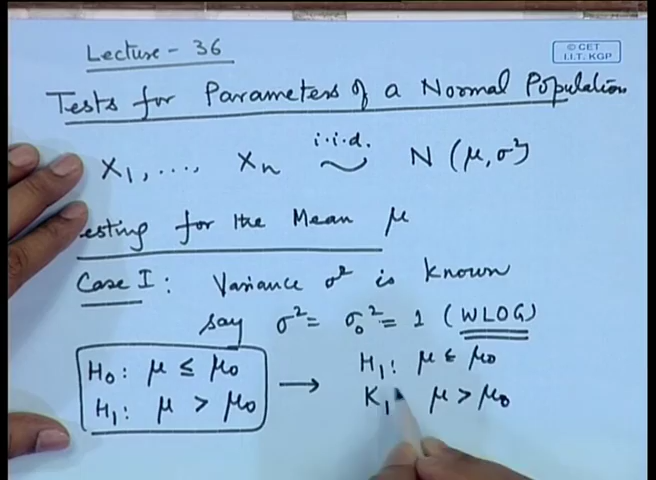 Lecture - 36
© CET
I.I.T. KGP
Tests for Parameters of a Normal Population
X₁, ...., Xₙ i.i.d. ~ N (μ, σ²)
esting for the Mean μ
Case I : Variance σ² is known
say σ² = σ₀² = 1 (WLOG)
H₀: μ ≤ μ₀ → H₁: μ ≤ μ₀
H₁: μ > μ₀ K₁ μ > μ₀